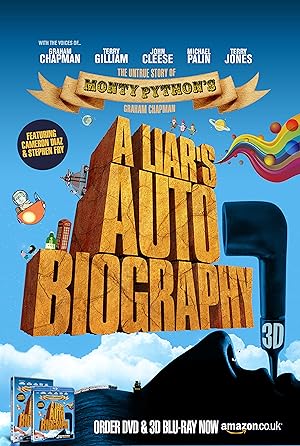 WITH THE VOICES OF...
GRAHAM CHAPMAN
TERRY GILLIAM
JOHN CLEESE
MICHAEL PALIN
TERRY JONES
THE UNTRUE STORY OF
MONTY PYTHON'S
GRAHAM CHAPMAN
FEATURING
CAMERON DIAZ
& STEPHEN FRY
A LIAR'S
AUTO
BIOGRAPHY
3D
AUTO
ORDER DVD & 3D BLU-RAY NOW amazon.co.uk